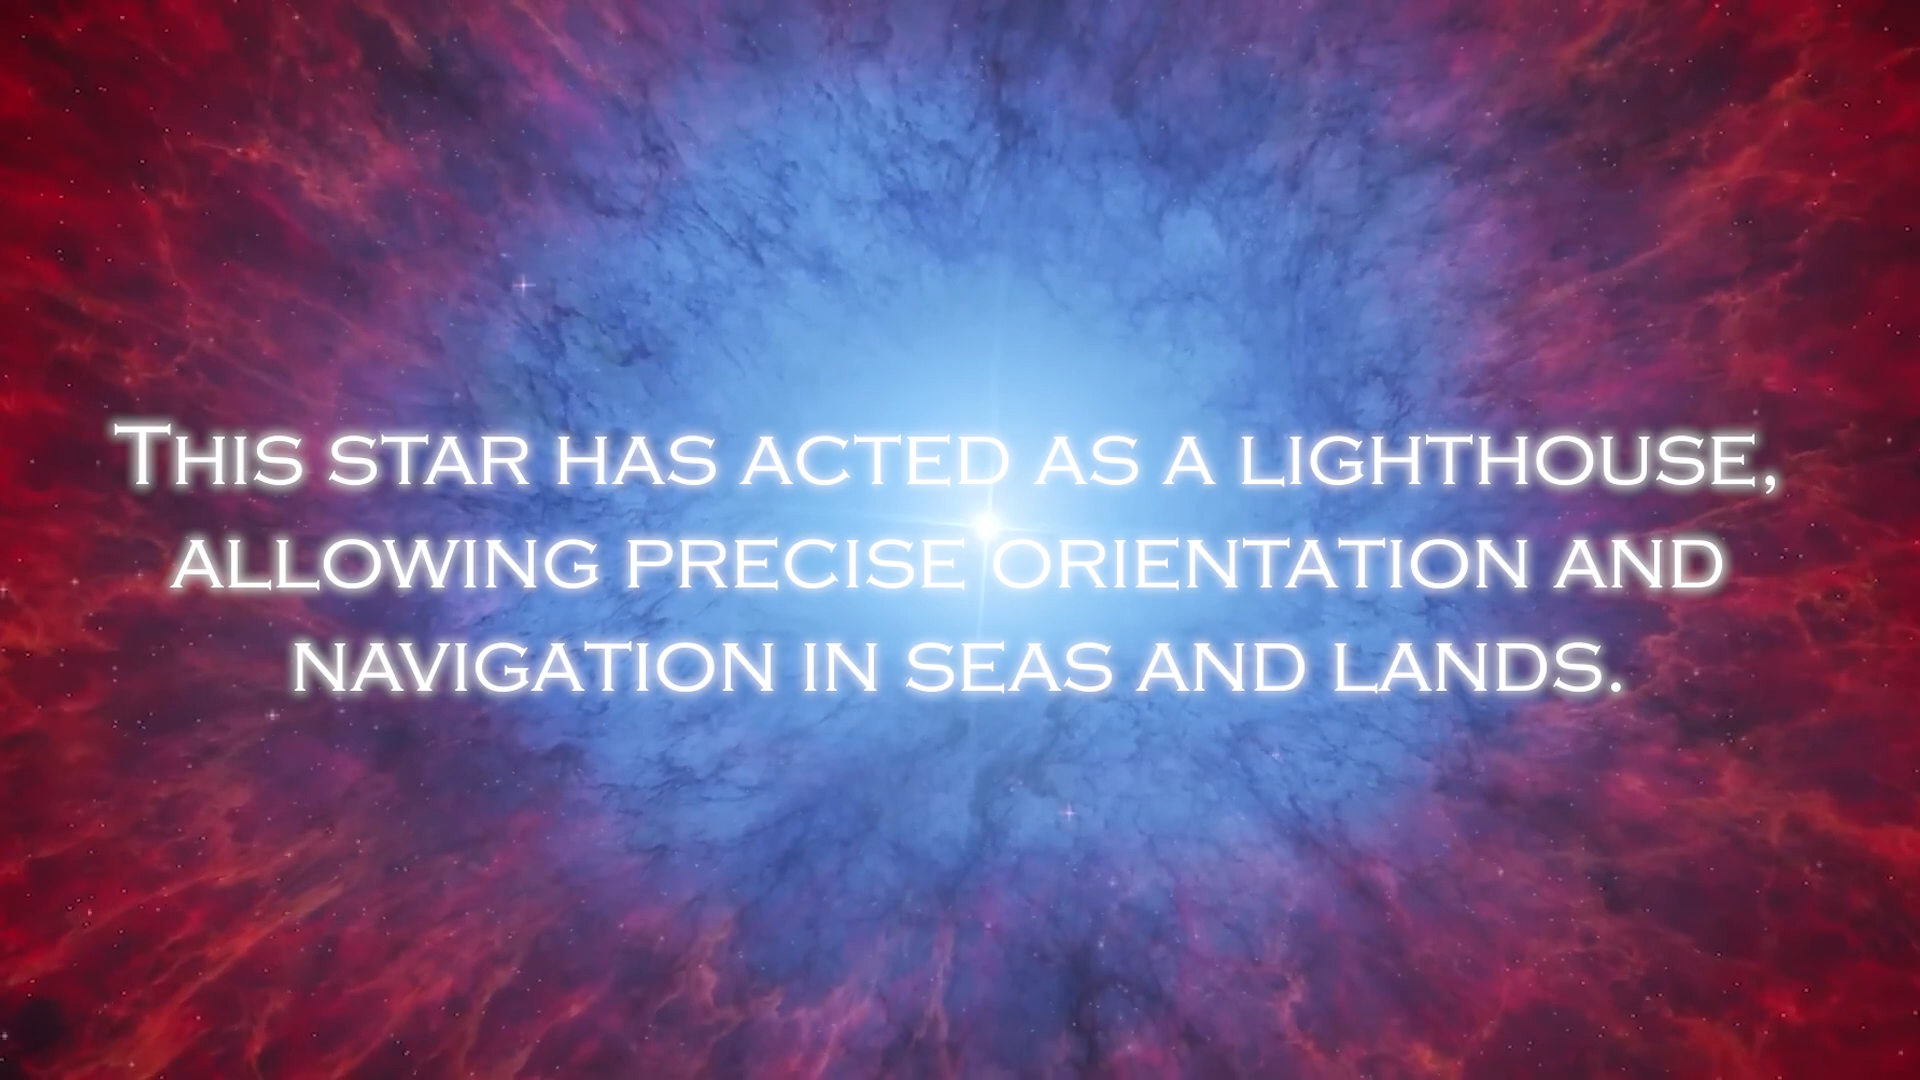 This star has acted as a lighthouse,
allowing precise orientation and
navigation in seas and lands.